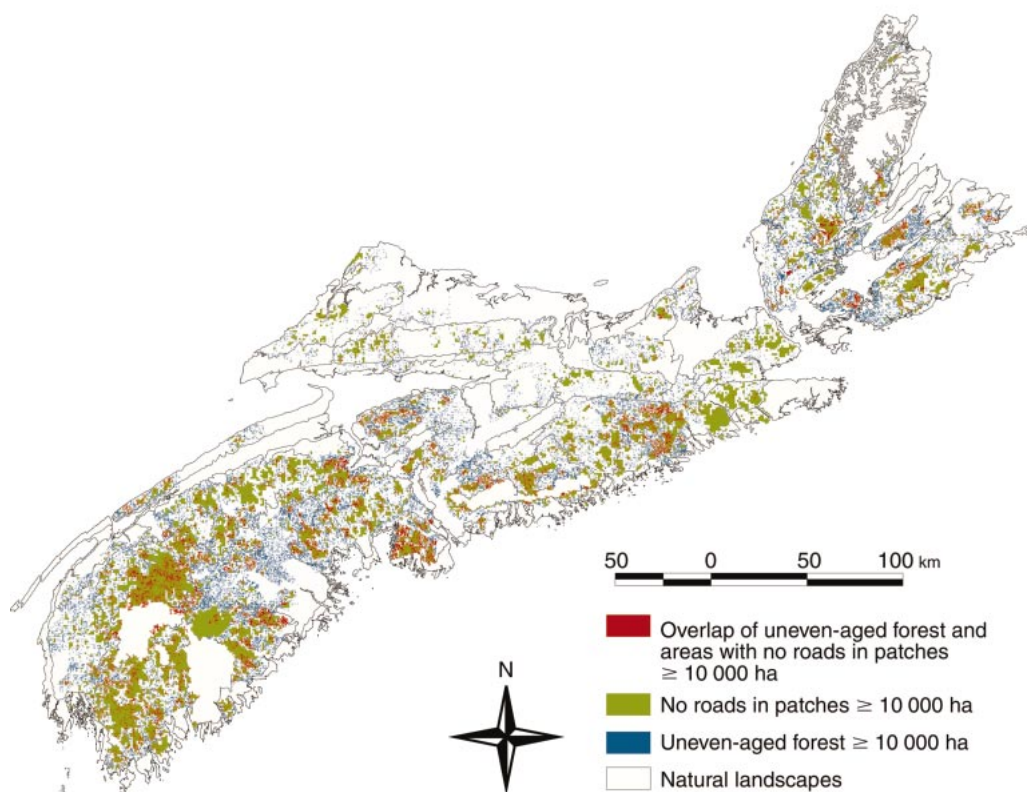 50 0 50 100 km
Overlap of uneven-aged forest and
areas with no roads in patches
≥ 10 000 ha
No roads in patches ≥ 10 000 ha
N
Uneven-aged forest ≥ 10 000 ha
Natural landscapes